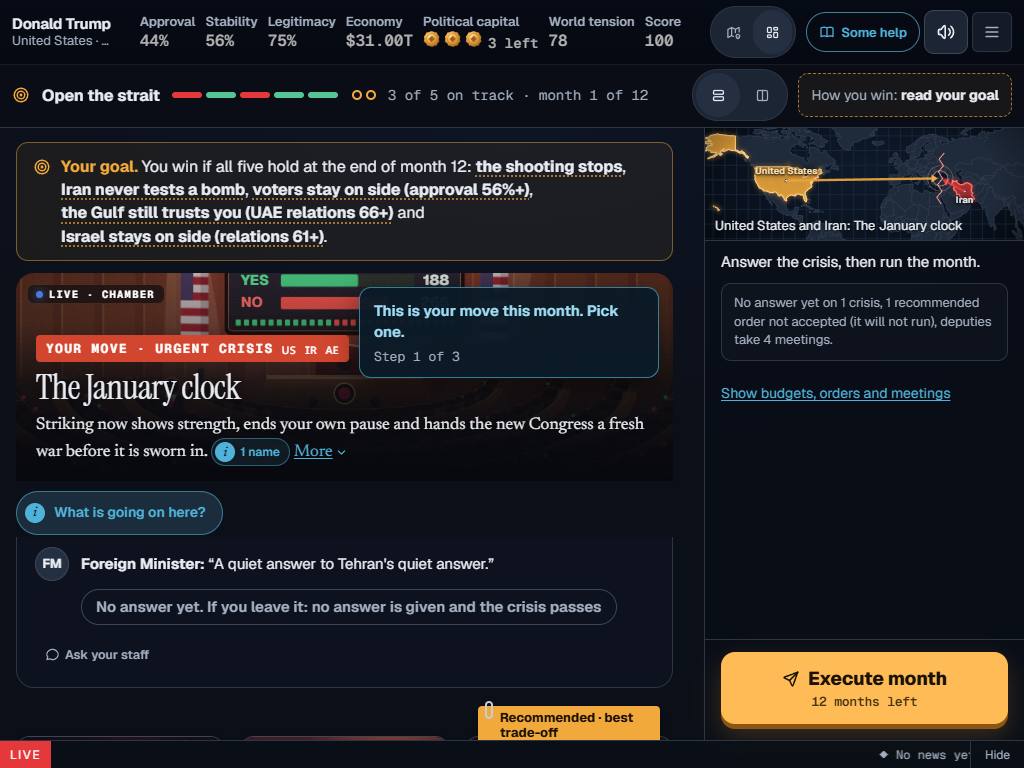 Donald Trump
United States · …
Approval
44%
Stability
56%
Legitimacy
75%
Economy
$31.00T
Political capital
3 left
World tension
78
Score
100
Some help
Open the strait
3 of 5 on track · month 1 of 12
How you win: read your goal
Your goal. You win if all five hold at the end of month 12: the shooting stops,
Iran never tests a bomb, voters stay on side (approval 56%+),
the Gulf still trusts you (UAE relations 66+) and
Israel stays on side (relations 61+).
YES
188
NO
LIVE · CHAMBER
This is your move this month. Pick
one.
Step 1 of 3
YOUR MOVE · URGENT CRISIS US IR AE
The January clock
Striking now shows strength, ends your own pause and hands the new Congress a fresh
war before it is sworn in. i 1 name More
i What is going on here?
FM
Foreign Minister: “A quiet answer to Tehran's quiet answer.”
No answer yet. If you leave it: no answer is given and the crisis passes
Ask your staff
Recommended · best
trade-off
United States
Iran
United States and Iran: The January clock
Answer the crisis, then run the month.
No answer yet on 1 crisis, 1 recommended
order not accepted (it will not run), deputies
take 4 meetings.
Show budgets, orders and meetings
Execute month
12 months left
LIVE
No news yet
Hide